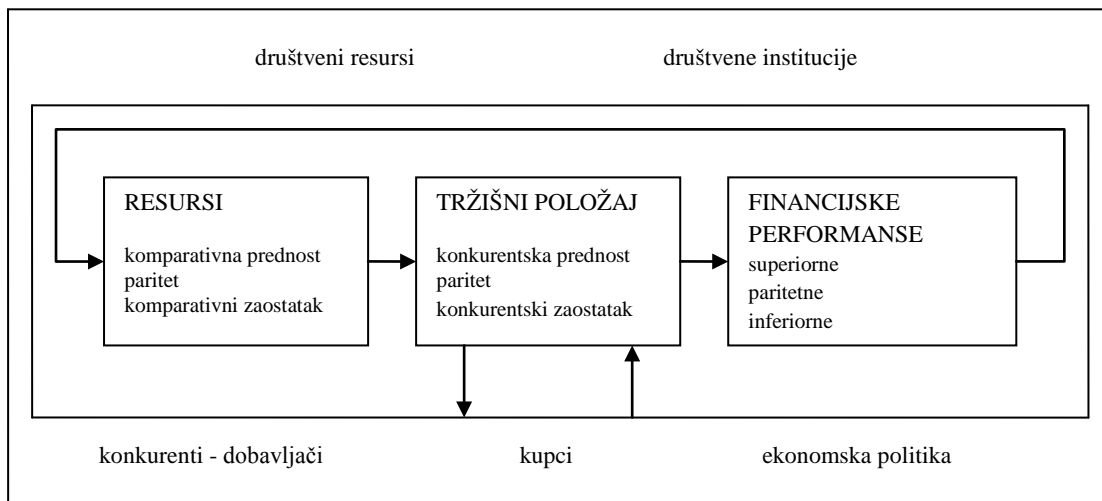 društveni resursi društvene institucije
RESURSI
komparativna prednost
paritet
komparativni zaostatak
TRŽIŠNI POLOŽAJ
konkurentska prednost
paritet
konkurentski zaostatak
FINANCIJSKE
PERFORMANSE
superiorne
paritetne
inferiorne
konkurenti - dobavljači kupci ekonomska politika